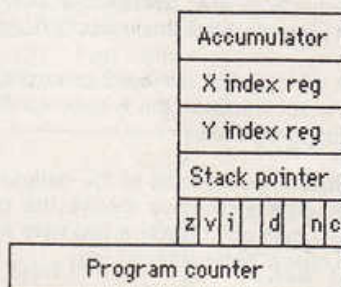 Accumulator
X index reg
Y index reg
Stack pointer
z v i d n c
Program counter